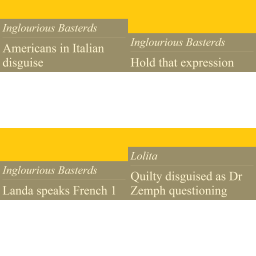 Inglourious Basterds
Americans in Italian
disguise
Inglourious Basterds
Hold that expression
Inglourious Basterds
Landa speaks French 1
Lolita
Quilty disguised as Dr
Zemph questioning